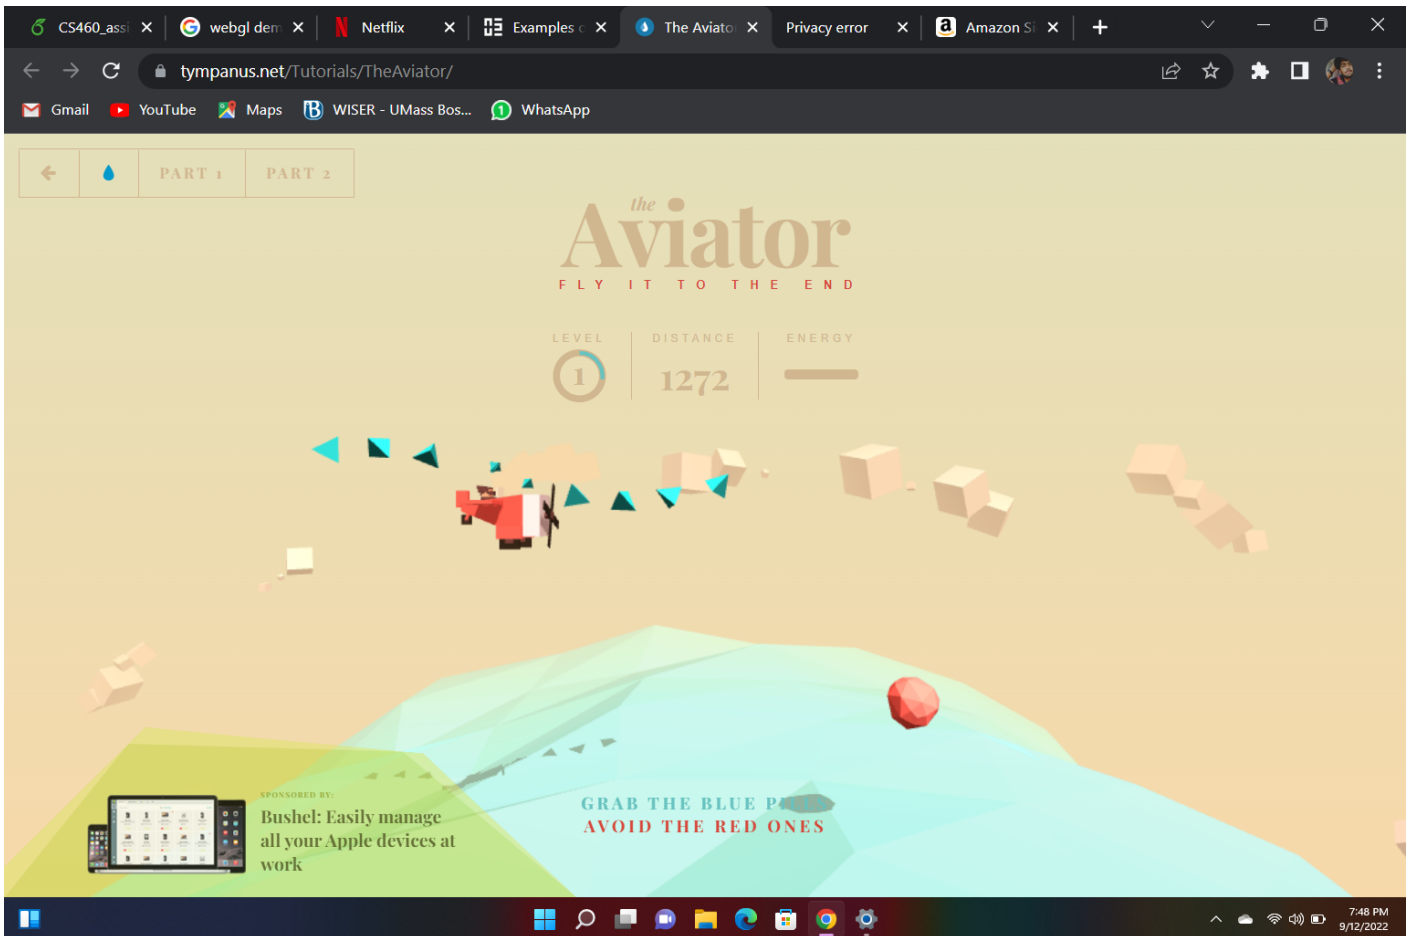 CS460_assi
webgl dem
Netflix
Examples o
The Aviato
Privacy error
Amazon Si
tympanus.net/Tutorials/TheAviator/
Gmail
YouTube
Maps
WISER - UMass Bos...
WhatsApp
PART 1
PART 2
the
Aviator
FLY IT TO THE END
LEVEL
DISTANCE
ENERGY
1
1272
SPONSORED BY:
Bushel: Easily manage
all your Apple devices at
work
GRAB THE BLUE
AVOID THE RED ONES
7:48 PM
9/12/2022